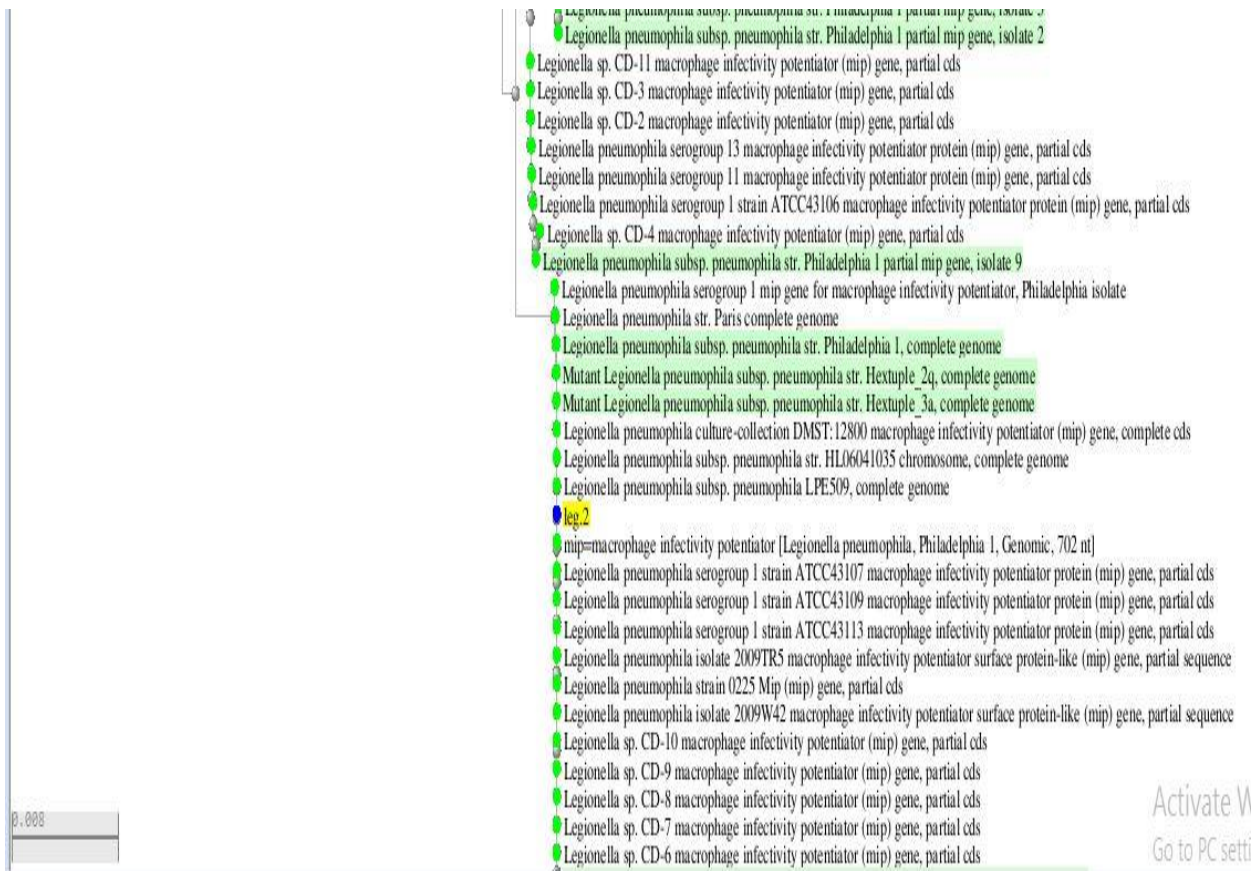 Legionella pneumophila subsp. pneumophila str. Philadelphia 1 partial mip gene, isolate
Legionella pneumophila subsp. pneumophila str. Philadelphia 1 partial mip gene, isolate 2
Legionella sp. CD-11 macrophage infectivity potentiator (mip) gene, partial cds
Legionella sp. CD-3 macrophage infectivity potentiator (mip) gene, partial cds
Legionella sp. CD-2 macrophage infectivity potentiator (mip) gene, partial cds
Legionella pneumophila serogroup 13 macrophage infectivity potentiator protein (mip) gene, partial cds
Legionella pneumophila serogroup 11 macrophage infectivity potentiator protein (mip) gene, partial cds
Legionella pneumophila serogroup 1 strain ATCC43106 macrophage infectivity potentiator protein (mip) gene, partial cds
Legionella sp. CD-4 macrophage infectivity potentiator (mip) gene, partial cds
Legionella pneumophila subsp. pneumophila str. Philadelphia 1 partial mip gene, isolate 9
Legionella pneumophila serogroup 1 mip gene for macrophage infectivity potentiator, Philadelphia isolate
Legionella pneumophila str. Paris complete genome
Legionella pneumophila subsp. pneumophila str. Philadelphia 1, complete genome
Mutant Legionella pneumophila subsp. pneumophila str. Hextuple_2q, complete genome
Mutant Legionella pneumophila subsp. pneumophila str. Hextuple_3a, complete genome
Legionella pneumophila culture-collection DMST:12800 macrophage infectivity potentiator (mip) gene, complete cds
Legionella pneumophila subsp. pneumophila str. HL06041035 chromosome, complete genome
Legionella pneumophila subsp. pneumophila LPE509, complete genome
leg.2
mip=macrophage infectivity potentiator [Legionella pneumophila, Philadelphia 1, Genomic, 702 nt]
Legionella pneumophila serogroup 1 strain ATCC43107 macrophage infectivity potentiator protein (mip) gene, partial cds
Legionella pneumophila serogroup 1 strain ATCC43109 macrophage infectivity potentiator protein (mip) gene, partial cds
Legionella pneumophila serogroup 1 strain ATCC43113 macrophage infectivity potentiator protein (mip) gene, partial cds
Legionella pneumophila isolate 2009TR5 macrophage infectivity potentiator surface protein-like (mip) gene, partial sequence
Legionella pneumophila strain 0225 Mip (mip) gene, partial cds
Legionella pneumophila isolate 2009W42 macrophage infectivity potentiator surface protein-like (mip) gene, partial sequence
Legionella sp. CD-10 macrophage infectivity potentiator (mip) gene, partial cds
Legionella sp. CD-9 macrophage infectivity potentiator (mip) gene, partial cds
Legionella sp. CD-8 macrophage infectivity potentiator (mip) gene, partial cds
Legionella sp. CD-7 macrophage infectivity potentiator (mip) gene, partial cds
Legionella sp. CD-6 macrophage infectivity potentiator (mip) gene, partial cds
0.008
Activate W
Go to PC setti